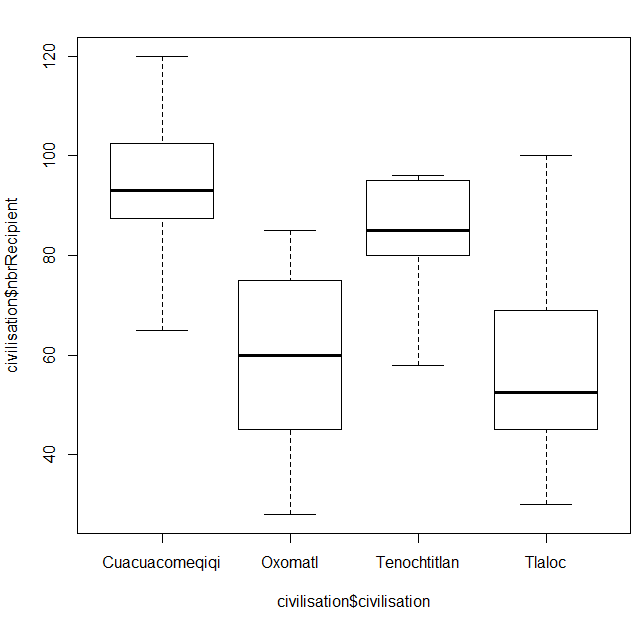 120
100
80
60
40
civilisation$nbrRecipient
Cuacuacomeqiqi Oxomatl Tenochtitlan Tlaloc
civilisation$civilisation